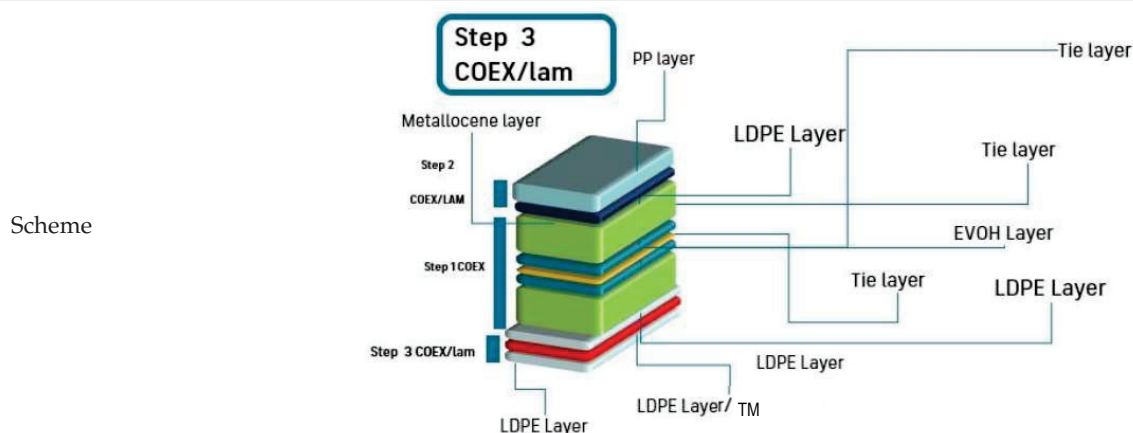 Step 3
COEX/lam
PP layer
Tie layer
Metallocene layer
LDPE Layer
Step 2
Tie layer
COEX/LAM
Scheme
EVOH Layer
Step 1 COEX
Tie layer
LDPE Layer
Step 3 COEX/lam
LDPE Layer
LDPE Layer/ TM
LDPE Layer